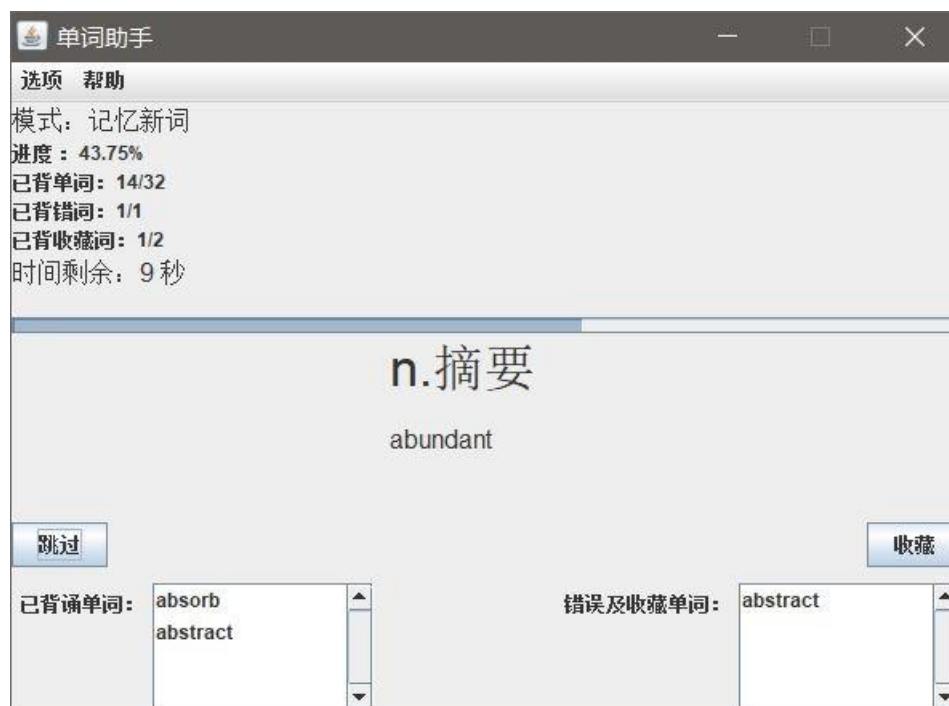 单词助手
选项 帮助
模式：记忆新词
进度：43.75%
已背单词：14/32
已背错词：1/1
已背收藏词：1/2
时间剩余：9 秒
n.摘要
abundant
跳过 收藏
已背诵单词： absorb
abstract
错误及收藏单词： abstract